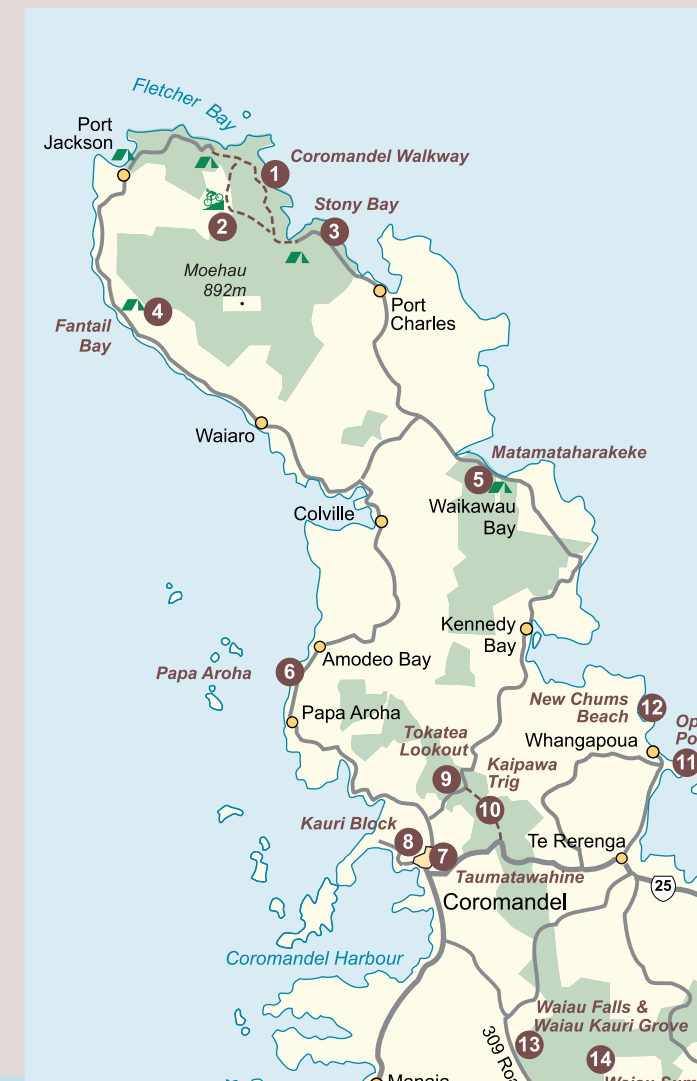 Fletcher Bay
Port
Jackson
Coromandel Walkway
1
Stony Bay
2
3
Moehau
892m
4
Port
Charles
Fantail
Bay
Waiaro
Matamataharakeke
5
Waikawau
Bay
Colville
Kennedy
Bay
Amodeo Bay
Papa Aroha
6
New Chums
Beach
12
Papa Aroha
Op
Po
Tokatea
Lookout
Whangapoua
11
Kaipawa
Trig
9
10
Kauri Block
8
7
Te Rerenga
Taumatawahine
25
Coromandel
Coromandel Harbour
Waiau Falls &
Waiau Kauri Grove
309 Ro
13
14
Manaia